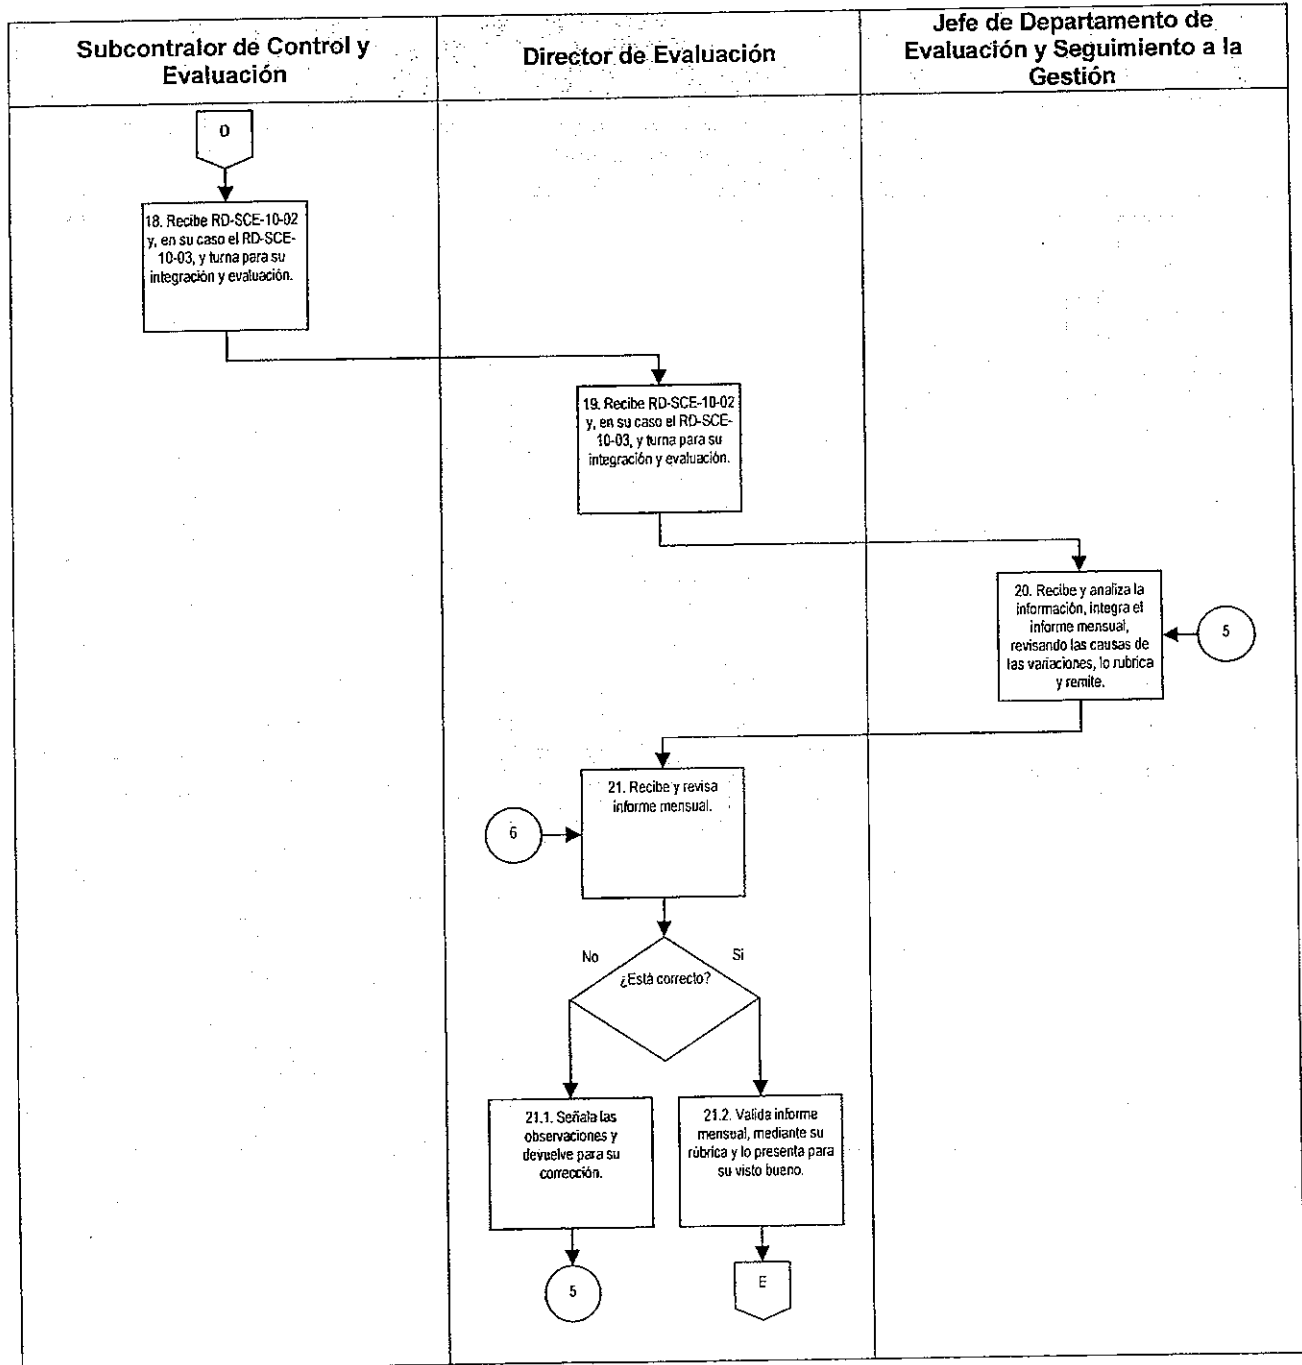 Subcontralor de Control y
Evaluación
Director de Evaluación
Jefe de Departamento de
Evaluación y Seguimiento a la
Gestión
D
18. Recibe RD-SCE-10-02
y, en su caso el RD-SCE-
10-03, y turna para su
integración y evaluación.
19. Recibe RD-SCE-10-02
y, en su caso el RD-SCE-
10-03, y turna para su
integración y evaluación.
20. Recibe y analiza la
información, integra el
informe mensual,
revisando las causas de
las variaciones, lo rubrica
y remite.
5
21. Recibe y revisa
informe mensual.
6
No
Si
¿Está correcto?
21.1. Señala las
observaciones y
devuelve para su
corrección.
21.2. Valida informe
mensual, mediante su
rúbrica y lo presenta para
su visto bueno.
5
E